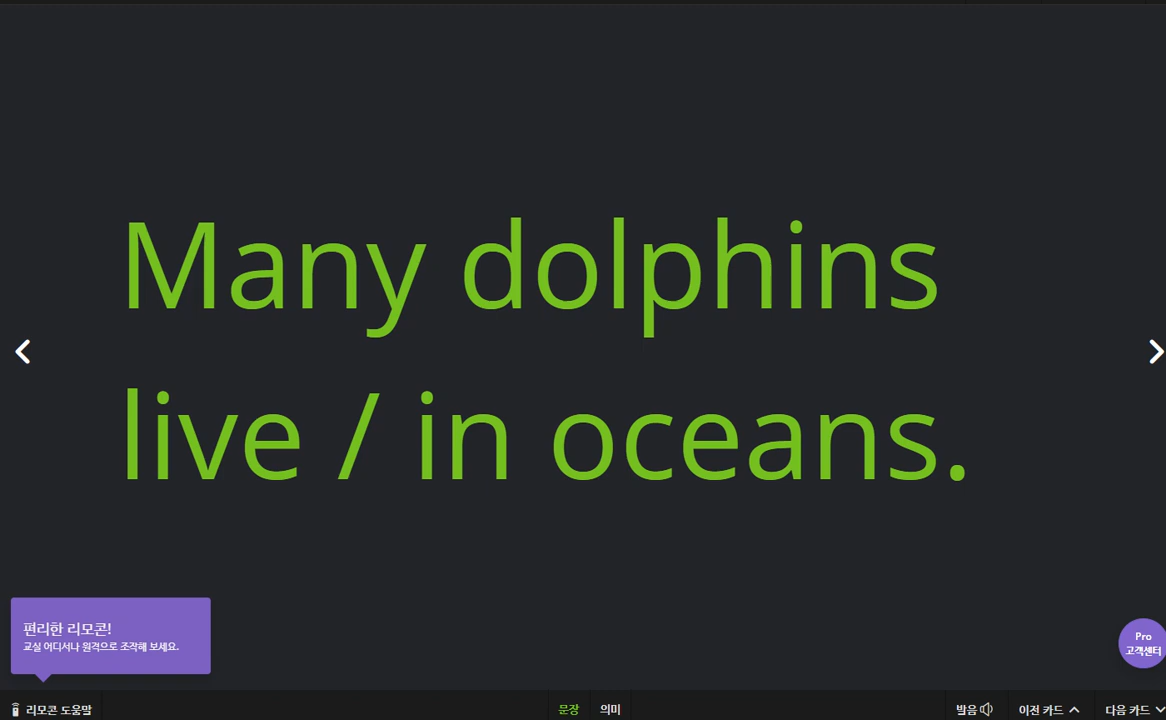 Many dolphins
live / in oceans.
편리한 리모콘!
교실 어디서나 원격으로 조작해 보세요.
Pro
고객센터
리모콘 도움말
문장
의미
발음
이전 카드
다음 카드